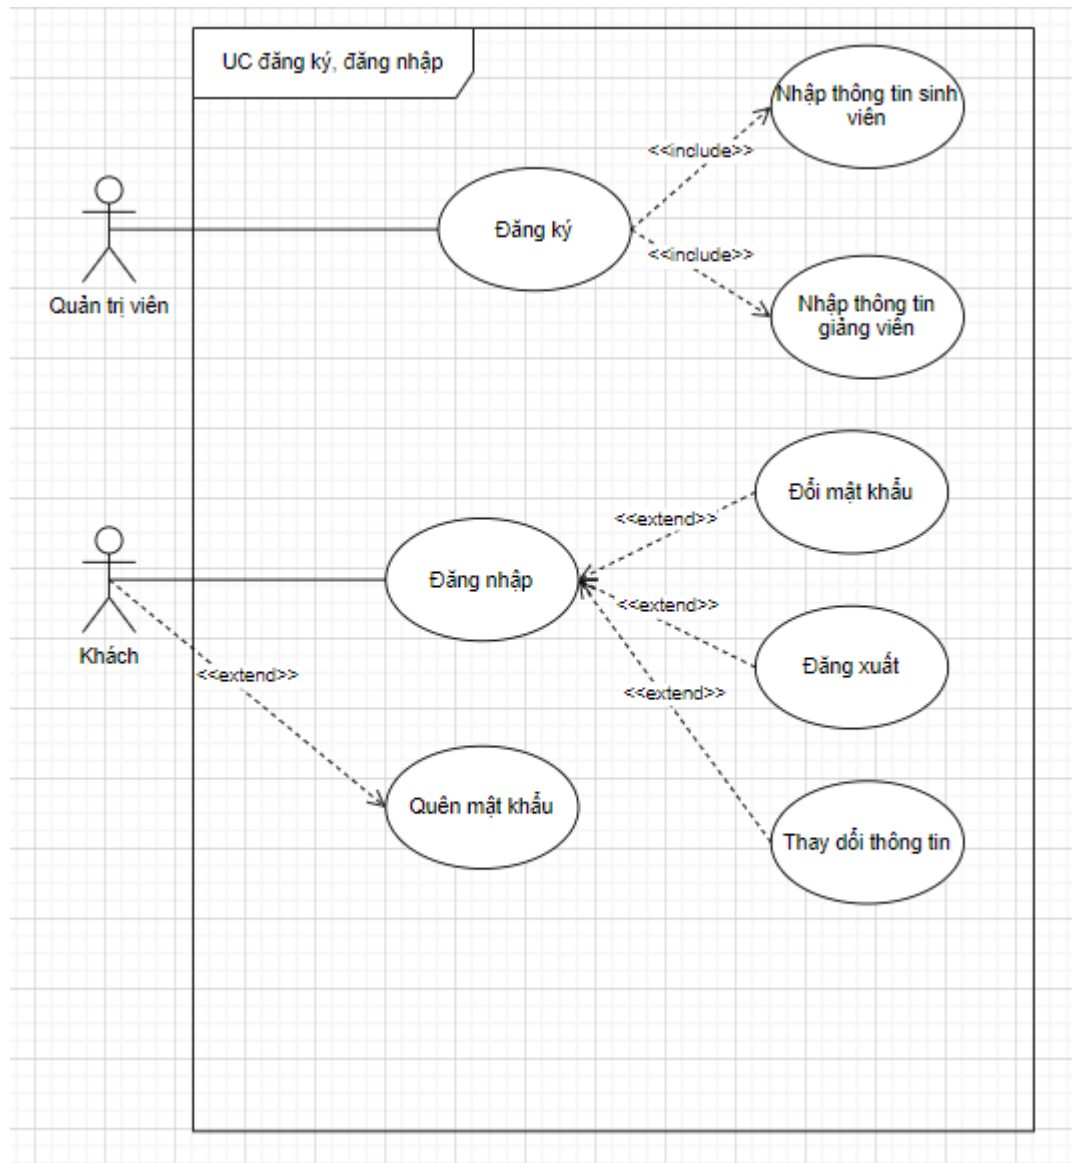 UC đăng ký, đăng nhập
Nhập thông tin sinh
viên
<<include>>
Đăng ký
<<include>>
Quản trị viên
Nhập thông tin
giảng viên
Đổi mật khẩu
<<extend>>
Đăng nhập
<<extend>>
Khách
Đăng xuất
<<extend>>
<<extend>>
Quên mật khẩu
Thay dổi thông tin